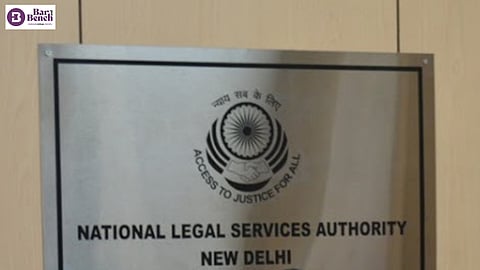 Bar&
Bench
न्याय सब के लिए
ACCESS TO JUSTICE FOR ALL
NATIONAL LEGAL SERVICES AUTHORITY
NEW DELHI